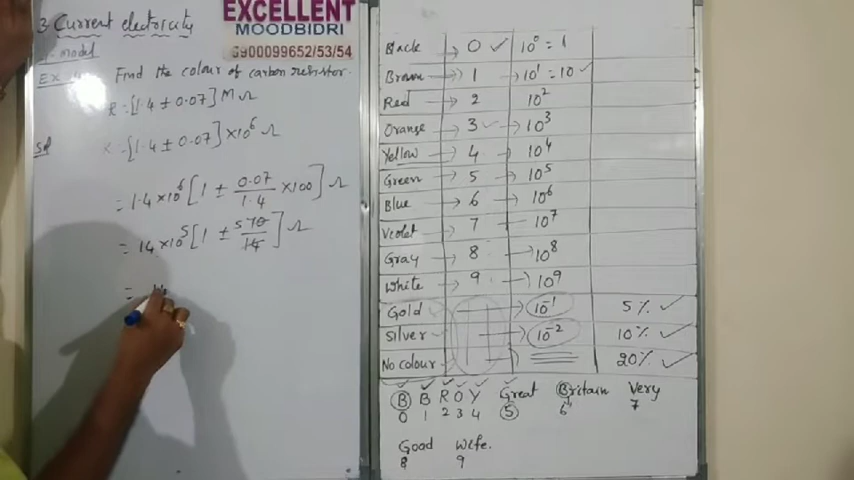 EXCELLENT
MOODBIDRI
6900099652/53/54
3 Current electricity
model
Ex
Find the colour of carbon resistor.
R = [1.4 ± 0.07] M Ω
Sol
R = [1.4 ± 0.07] × 10⁶ Ω
= 1.4 × 10⁶ [1 ± 0.07/1.4 × 100] Ω
= 14 × 10⁵ [1 ± 5 70/14] Ω
=
Black → 0 ✓ 10⁰ = 1
Brown → 1 → 10¹ = 10 ✓
Red → 2 10²
Orange → 3 ✓ → 10³
Yellow → 4 → 10⁴
Green → 5 → 10⁵
Blue → 6 → 10⁶
Violet → 7 → 10⁷
Gray → 8 → 10⁸
White → 9 → 10⁹
Gold → 10⁻¹ 5% ✓
Silver → 10⁻² 10% ✓
No colour → 20% ✓
B B R O Y Great Britain Very
0 1 2 3 4 5 6 7
Good Wife.
8 9